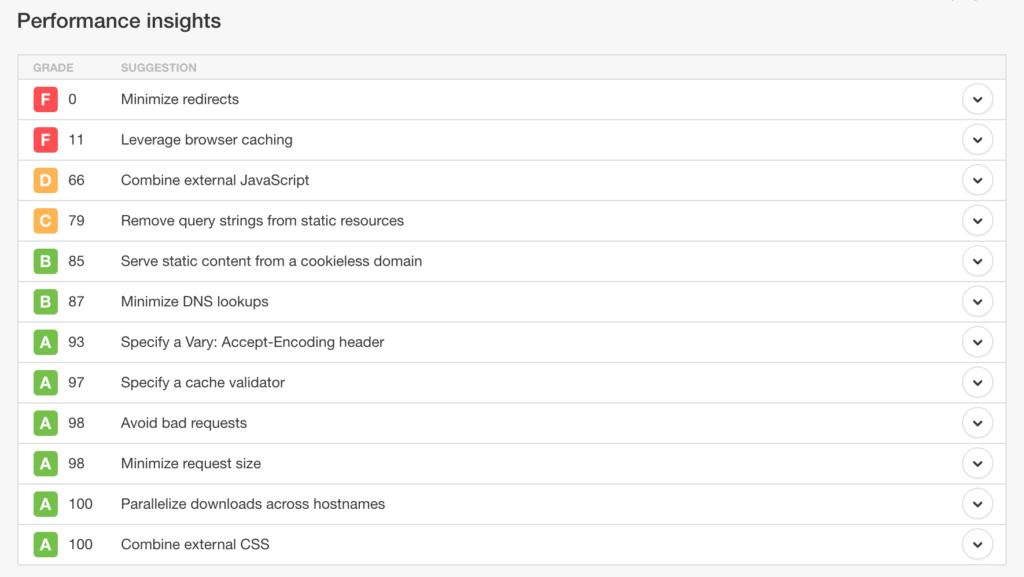 Performance insights
GRADE SUGGESTION
F 0 Minimize redirects
F 11 Leverage browser caching
D 66 Combine external JavaScript
C 79 Remove query strings from static resources
B 85 Serve static content from a cookieless domain
B 87 Minimize DNS lookups
A 93 Specify a Vary: Accept-Encoding header
A 97 Specify a cache validator
A 98 Avoid bad requests
A 98 Minimize request size
A 100 Parallelize downloads across hostnames
A 100 Combine external CSS